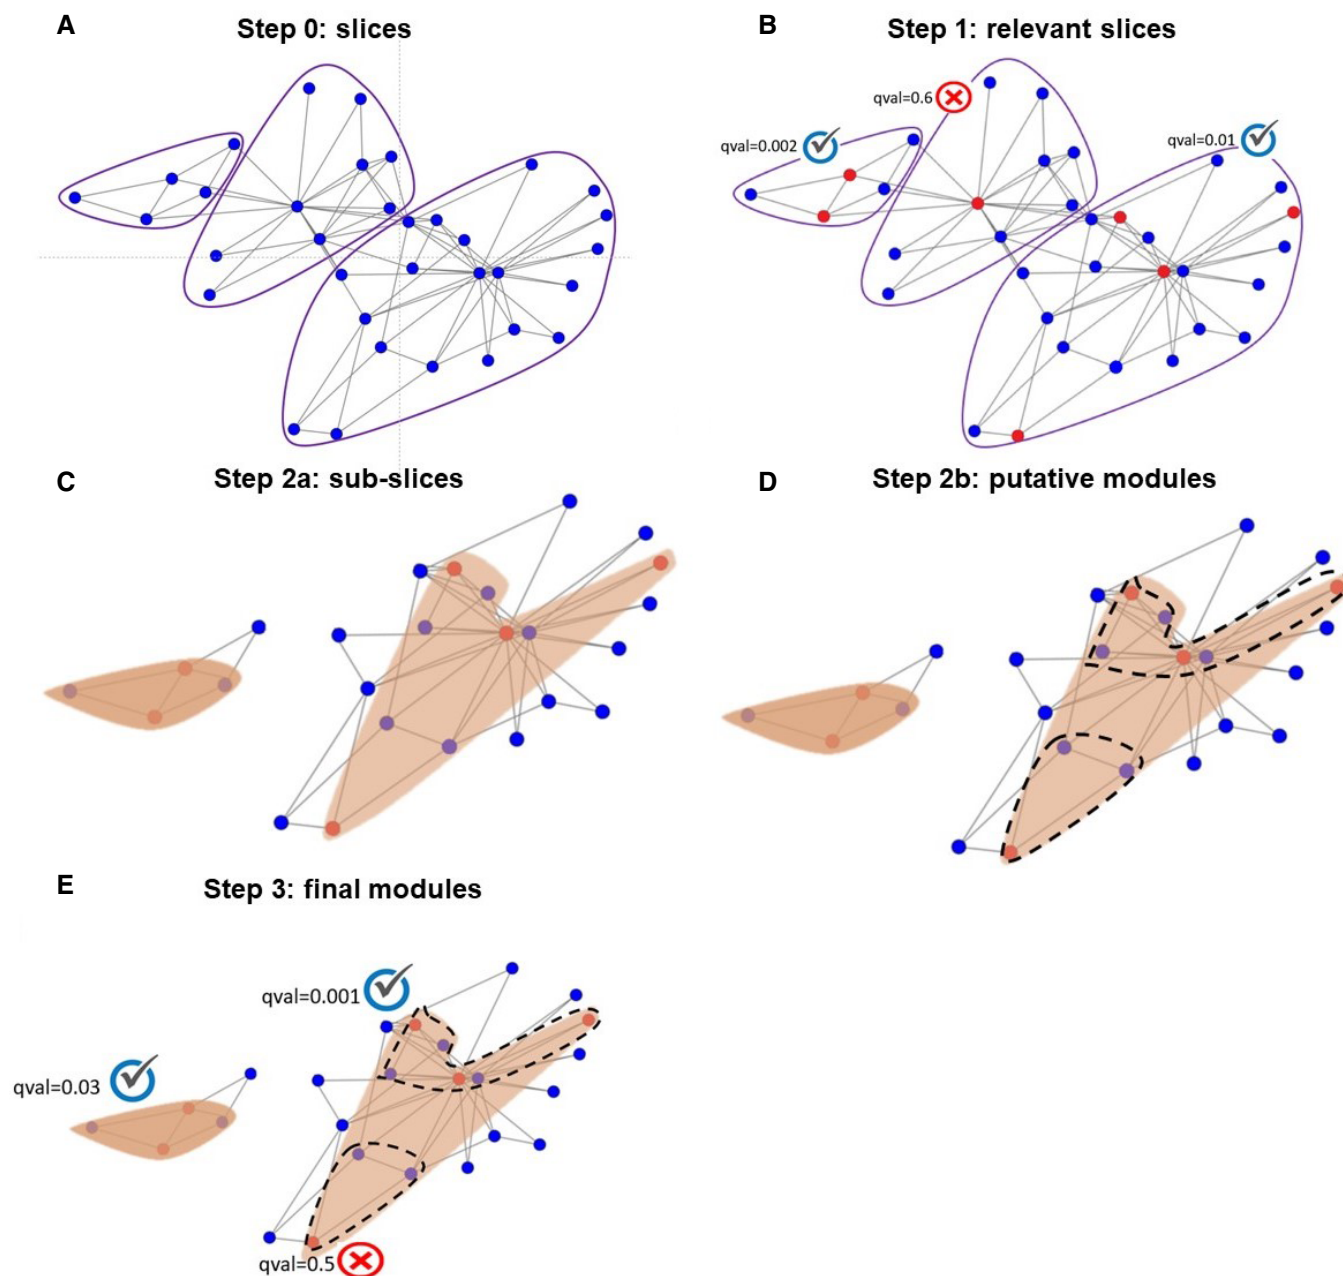 A
Step 0: slices
B
Step 1: relevant slices
qval=0.6
qval=0.002
qval=0.01
C
Step 2a: sub-slices
D
Step 2b: putative modules
E
Step 3: final modules
qval=0.001
qval=0.03
qval=0.5